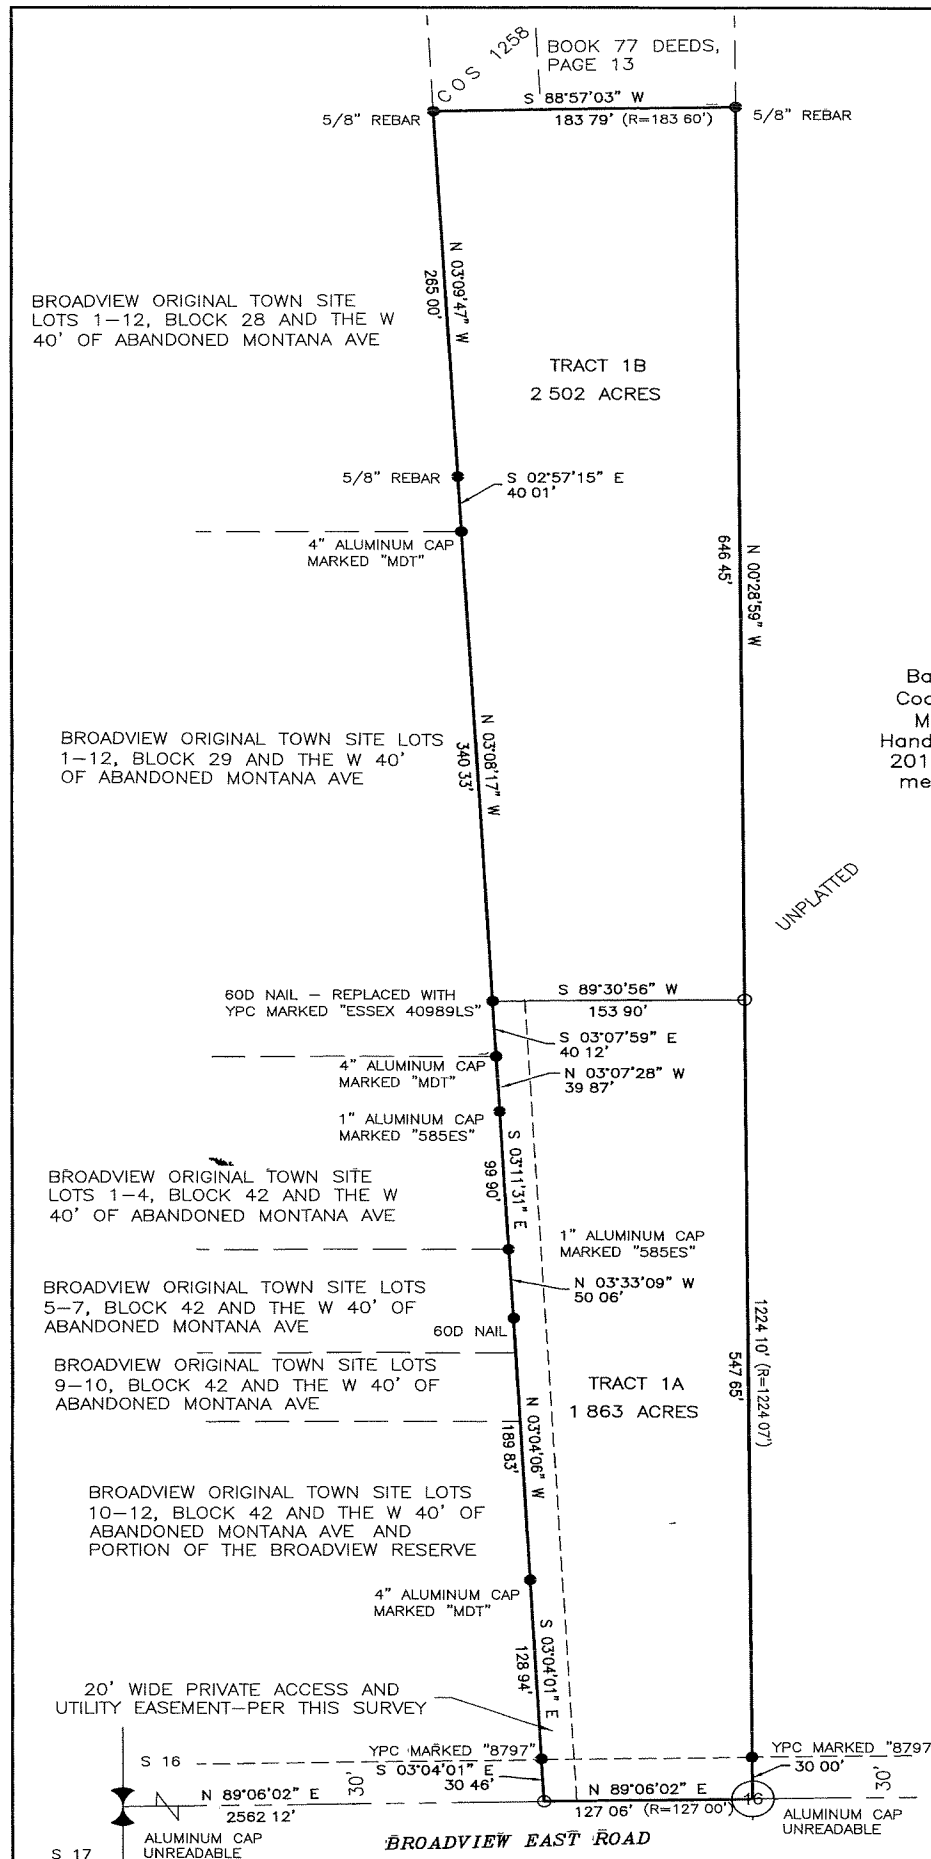 COS 1258
BOOK 77 DEEDS,
PAGE 13
S 88°57'03" W
183 79' (R=183 60')
5/8" REBAR
5/8" REBAR
N 03°09'47" W
265 00'
BROADVIEW ORIGINAL TOWN SITE
LOTS 1-12, BLOCK 28 AND THE W
40' OF ABANDONED MONTANA AVE
TRACT 1B
2 502 ACRES
5/8" REBAR
S 02°57'15" E
40 01'
4" ALUMINUM CAP
MARKED "MDT"
N 00°28'59" W
646 45'
Ba
Coo
M
Hand
201
me
N 03°08'17" W
340 33'
BROADVIEW ORIGINAL TOWN SITE LOTS
1-12, BLOCK 29 AND THE W 40'
OF ABANDONED MONTANA AVE
UNPLATTED
60D NAIL - REPLACED WITH
YPC MARKED "ESSEX 40989LS"
S 89°30'56" W
153 90'
S 03°07'59" E
40 12'
4" ALUMINUM CAP
MARKED "MDT"
N 03°07'28" W
39 87'
1" ALUMINUM CAP
MARKED "585ES"
S 03°11'31" E
99 90'
BROADVIEW ORIGINAL TOWN SITE
LOTS 1-4, BLOCK 42 AND THE W
40' OF ABANDONED MONTANA AVE
1" ALUMINUM CAP
MARKED "585ES"
N 03°33'09" W
50 06'
BROADVIEW ORIGINAL TOWN SITE LOTS
5-7, BLOCK 42 AND THE W 40' OF
ABANDONED MONTANA AVE
60D NAIL
1224 10' (R=1224 07')
547 65'
BROADVIEW ORIGINAL TOWN SITE LOTS
9-10, BLOCK 42 AND THE W 40' OF
ABANDONED MONTANA AVE
TRACT 1A
1 863 ACRES
N 03°04'06" W
189 83'
BROADVIEW ORIGINAL TOWN SITE LOTS
10-12, BLOCK 42 AND THE W 40' OF
ABANDONED MONTANA AVE AND
PORTION OF THE BROADVIEW RESERVE
4" ALUMINUM CAP
MARKED "MDT"
S 03°04'01" E
128 94'
20' WIDE PRIVATE ACCESS AND
UTILITY EASEMENT-PER THIS SURVEY
YPC MARKED "8797"
S 03°04'01" E
30 46'
YPC MARKED "8797
30 00'
30'
30'
S 16
N 89°06'02" E
2562 12'
N 89°06'02" E
127 06' (R=127 00')
16
ALUMINUM CAP
UNREADABLE
ALUMINUM CAP
UNREADABLE
BROADVIEW EAST ROAD
S 17